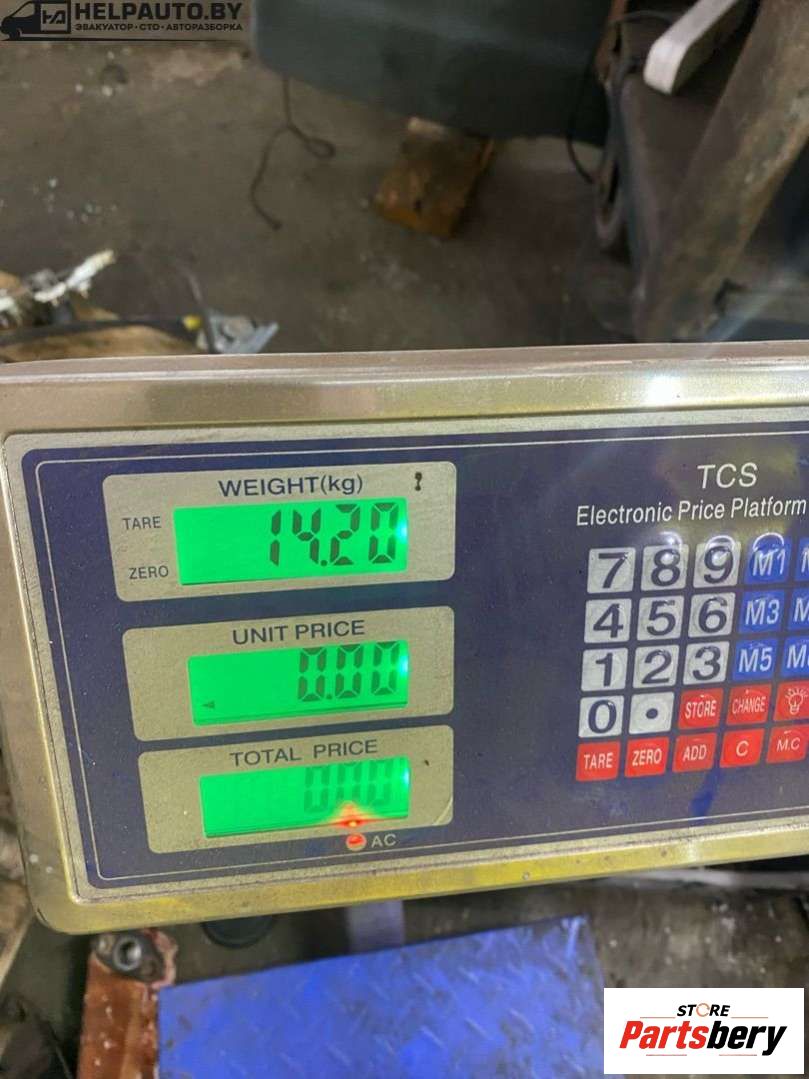 HELPAUTO.BY
ЭВАКУАТОР • СТО • АВТОРАЗБОРКА
TCS
Electronic Price Platform
WEIGHT(kg)
TARE
14.20
ZERO
UNIT PRICE
0.00
TOTAL PRICE
0.00
AC
7 8 9 M1
4 5 6 M3
1 2 3 M5
0 • STORE CHANGE
TARE ZERO ADD C M.C
STORE
Partsbery